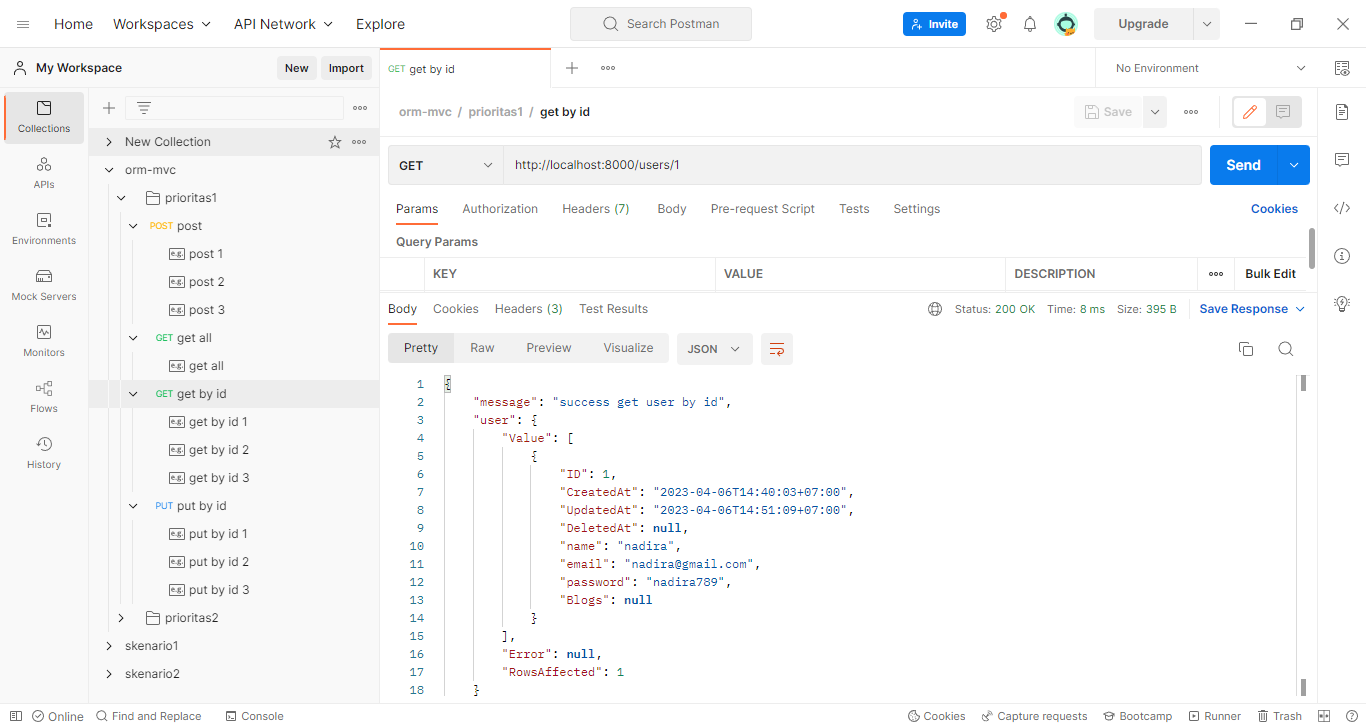 Home Workspaces API Network Explore Search Postman Invite Upgrade
My Workspace New Import GET get by id No Environment
Collections
APIs
Environments
Mock Servers
Monitors
Flows
History
New Collection
orm-mvc
prioritas1
POST post
e.g. post 1
e.g. post 2
e.g. post 3
GET get all
e.g. get all
GET get by id
e.g. get by id 1
e.g. get by id 2
e.g. get by id 3
PUT put by id
e.g. put by id 1
e.g. put by id 2
e.g. put by id 3
prioritas2
skenario1
skenario2
orm-mvc / prioritas1 / get by id Save
GET http://localhost:8000/users/1 Send
Params Authorization Headers (7) Body Pre-request Script Tests Settings Cookies
Query Params
KEY VALUE DESCRIPTION Bulk Edit
Body Cookies Headers (3) Test Results Status: 200 OK Time: 8 ms Size: 395 B Save Response
Pretty Raw Preview Visualize JSON
1 {
2 "message": "success get user by id",
3 "user": {
4 "Value": [
5 {
6 "ID": 1,
7 "CreatedAt": "2023-04-06T14:40:03+07:00",
8 "UpdatedAt": "2023-04-06T14:51:09+07:00",
9 "DeletedAt": null,
10 "name": "nadira",
11 "email": "nadira@gmail.com",
12 "password": "nadira789",
13 "Blogs": null
14 }
15 ],
16 "Error": null,
17 "RowsAffected": 1
18 }
Online Find and Replace Console Cookies Capture requests Bootcamp Runner Trash